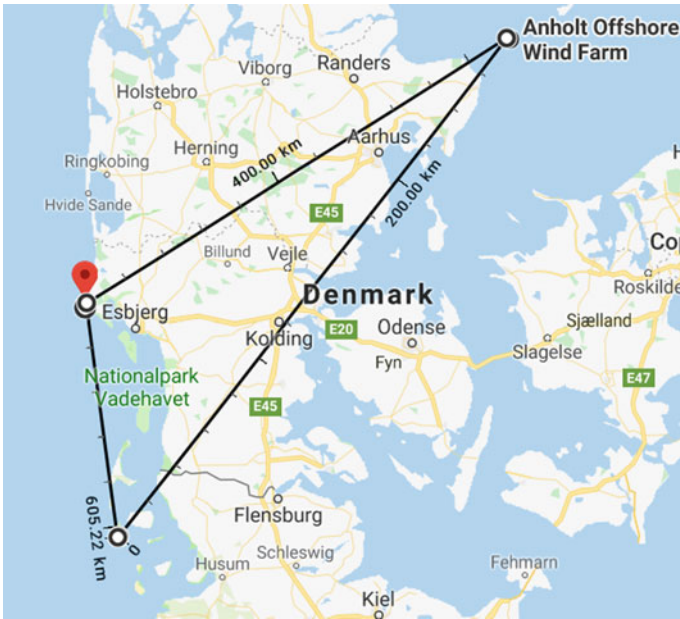 Anholt Offshore
Wind Farm
Viborg
Randers
Holstebro
Aarhus
Herning
400.00 km
Ringkobing
200.00 km
Hvide Sande
E45
Billund
Vejle
Co
Roskilde
Denmark
Esbjerg
E20
Odense
Sjælland
Kolding
Slagelse
Fyn
Nationalpark
Vadehavet
E47
E45
605.22 km
Flensburg
0
Schleswig
Husum
Fehmarn
Kiel